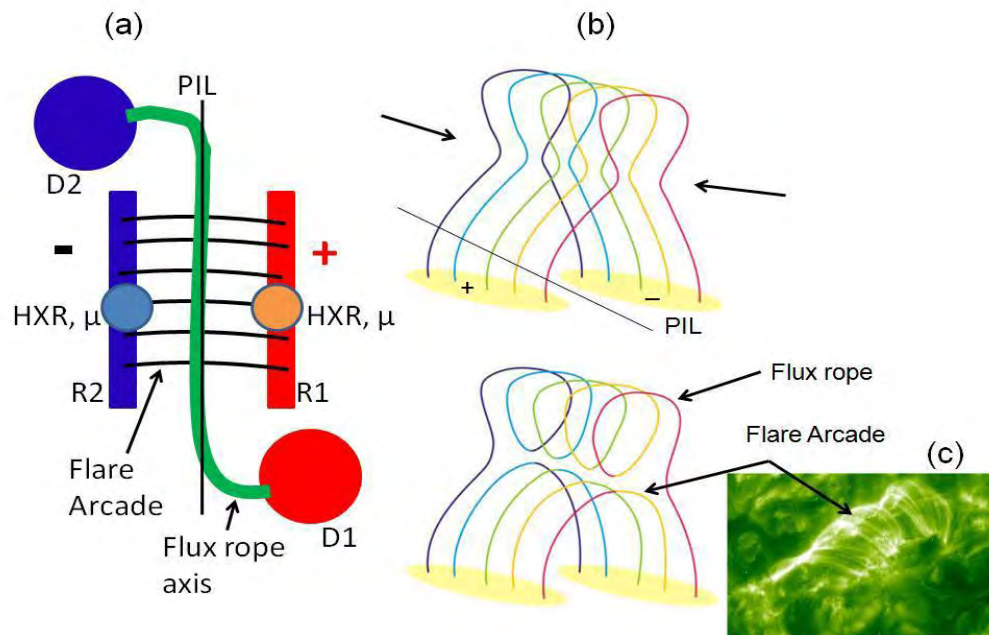 (a)
PIL
D2
-
+
HXR, μ
HXR, μ
R2
R1
Flare
Arcade
D1
Flux rope
axis
(b)
+
–
PIL
Flux rope
Flare Arcade
(c)